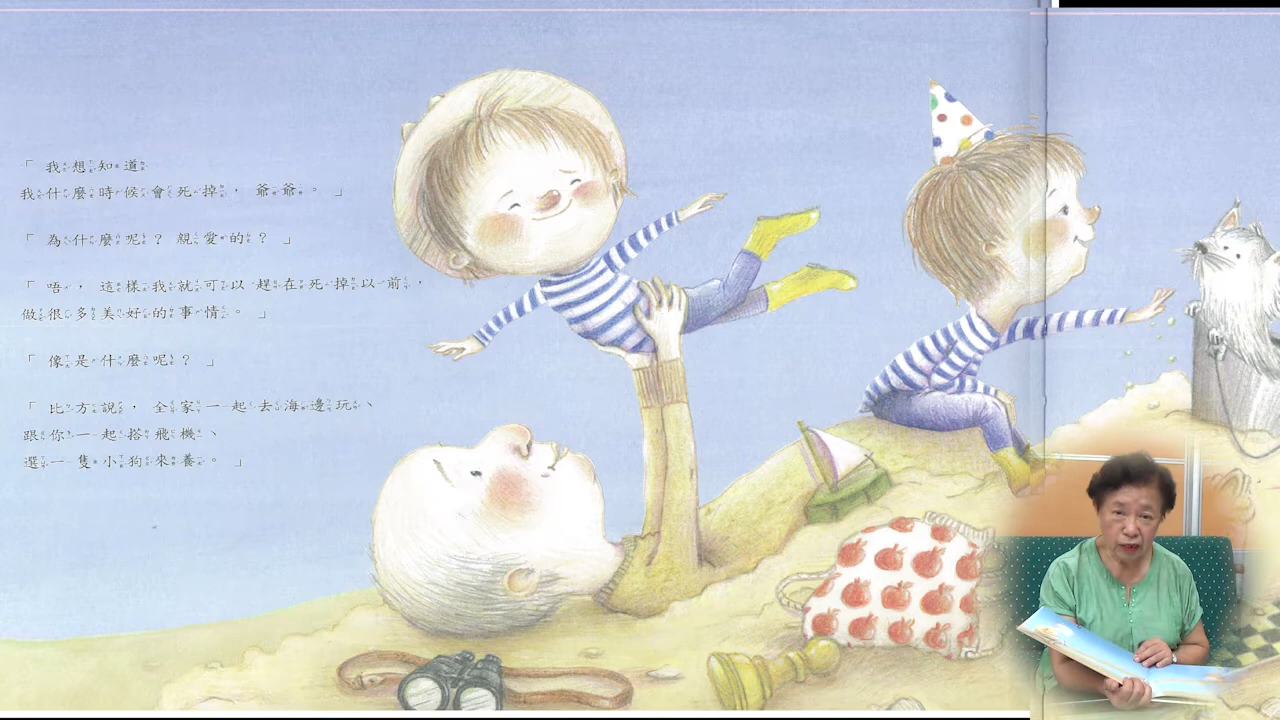 「我想知道
我什麼時候會死掉，爺爺。」
「為什麼呢？親愛的？」
「唔，這樣我就可以趕在死掉以前，
做很多美好的事情。」
「像是什麼呢？」
「比方說，全家一起去海邊玩、
跟你一起搭飛機、
選一隻小狗來養。」